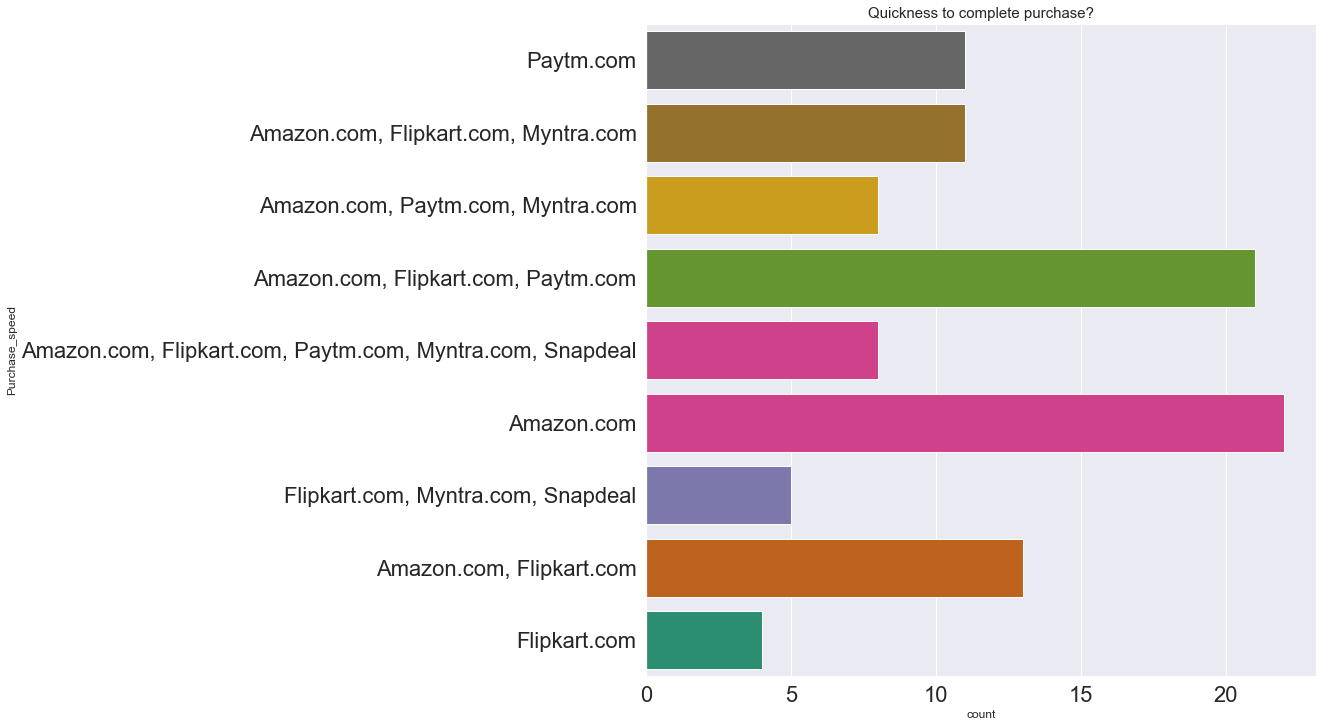 Quickness to complete purchase?
Paytm.com
Amazon.com, Flipkart.com, Myntra.com
Amazon.com, Paytm.com, Myntra.com
Amazon.com, Flipkart.com, Paytm.com
Amazon.com, Flipkart.com, Paytm.com, Myntra.com, Snapdeal
Amazon.com
Flipkart.com, Myntra.com, Snapdeal
Amazon.com, Flipkart.com
Flipkart.com
Purchase_speed
0 5 10 15 20
count